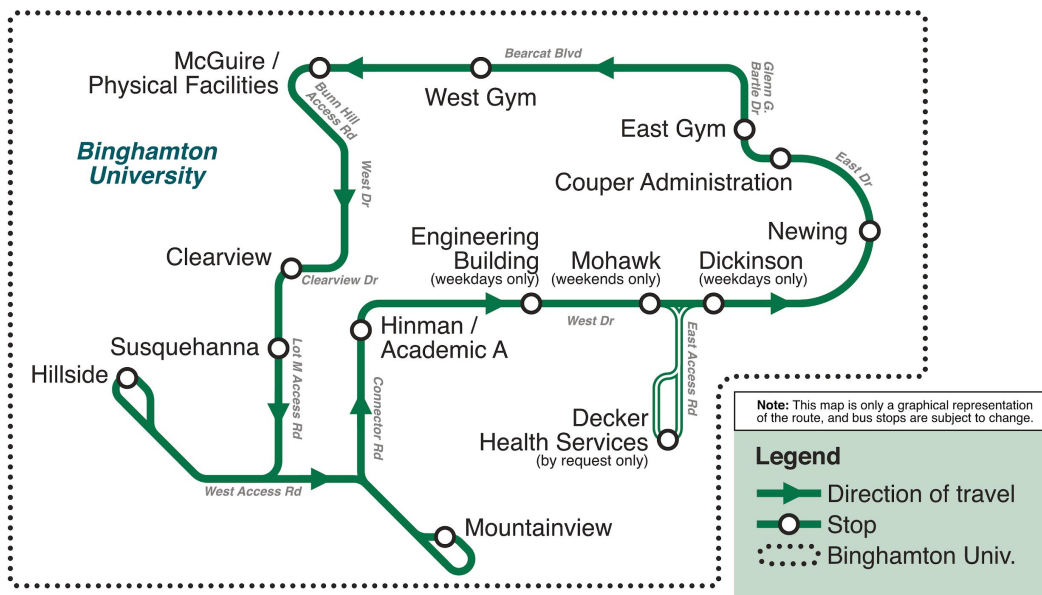 Bearcat Blvd
McGuire /
Physical Facilities
West Gym
Glenn G.
Bartle Dr
Bunn Hill
Access Rd
East Gym
Binghamton
University
Couper Administration
East Dr
West Dr
Newing
Clearview
Clearview Dr
Engineering
Building
(weekdays only)
Mohawk
(weekends only)
Dickinson
(weekdays only)
West Dr
Hinman /
Academic A
Susquehanna
Lot M Access Rd
Hillside
Connector Rd
East Access Rd
Decker
Health Services
(by request only)
West Access Rd
Mountainview
Note: This map is only a graphical representation
of the route, and bus stops are subject to change.
Legend
Direction of travel
Stop
Binghamton Univ.